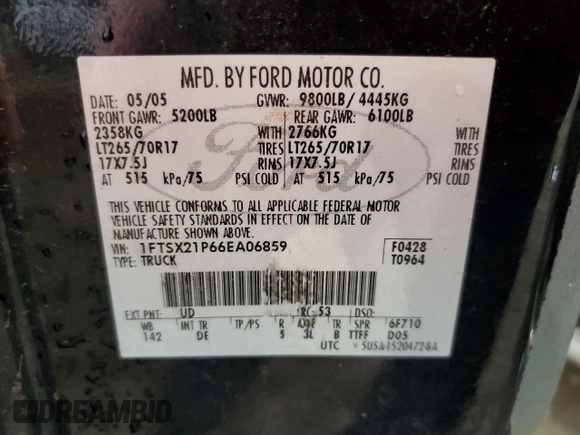 MFD. BY FORD MOTOR CO.
DATE: 05/05 GVWR: 9800LB/ 4445KG
FRONT GAWR: 5200LB REAR GAWR: 6100LB
2358KG WITH 2766KG WITH
LT265/70R17 TIRES LT265/70R17 TIRES
17X7.5J RIMS 17X7.5J RIMS
AT 515 kPa/75 PSI COLD AT 515 kPa/75 PSI COLD
Ford
THIS VEHICLE CONFORMS TO ALL APPLICABLE FEDERAL MOTOR
VEHICLE SAFETY STANDARDS IN EFFECT ON THE DATE OF
MANUFACTURE SHOWN ABOVE.
VIN: 1FTSX21P66EA06859 F0428
TYPE: TRUCK T0964
EXT PNT: UD RC: 53 DSO:
WB INT TR TP/PS R AXLE TR SPR 6F710
142 DE 5 3L B TTFF D05
UTC
DREAMBID